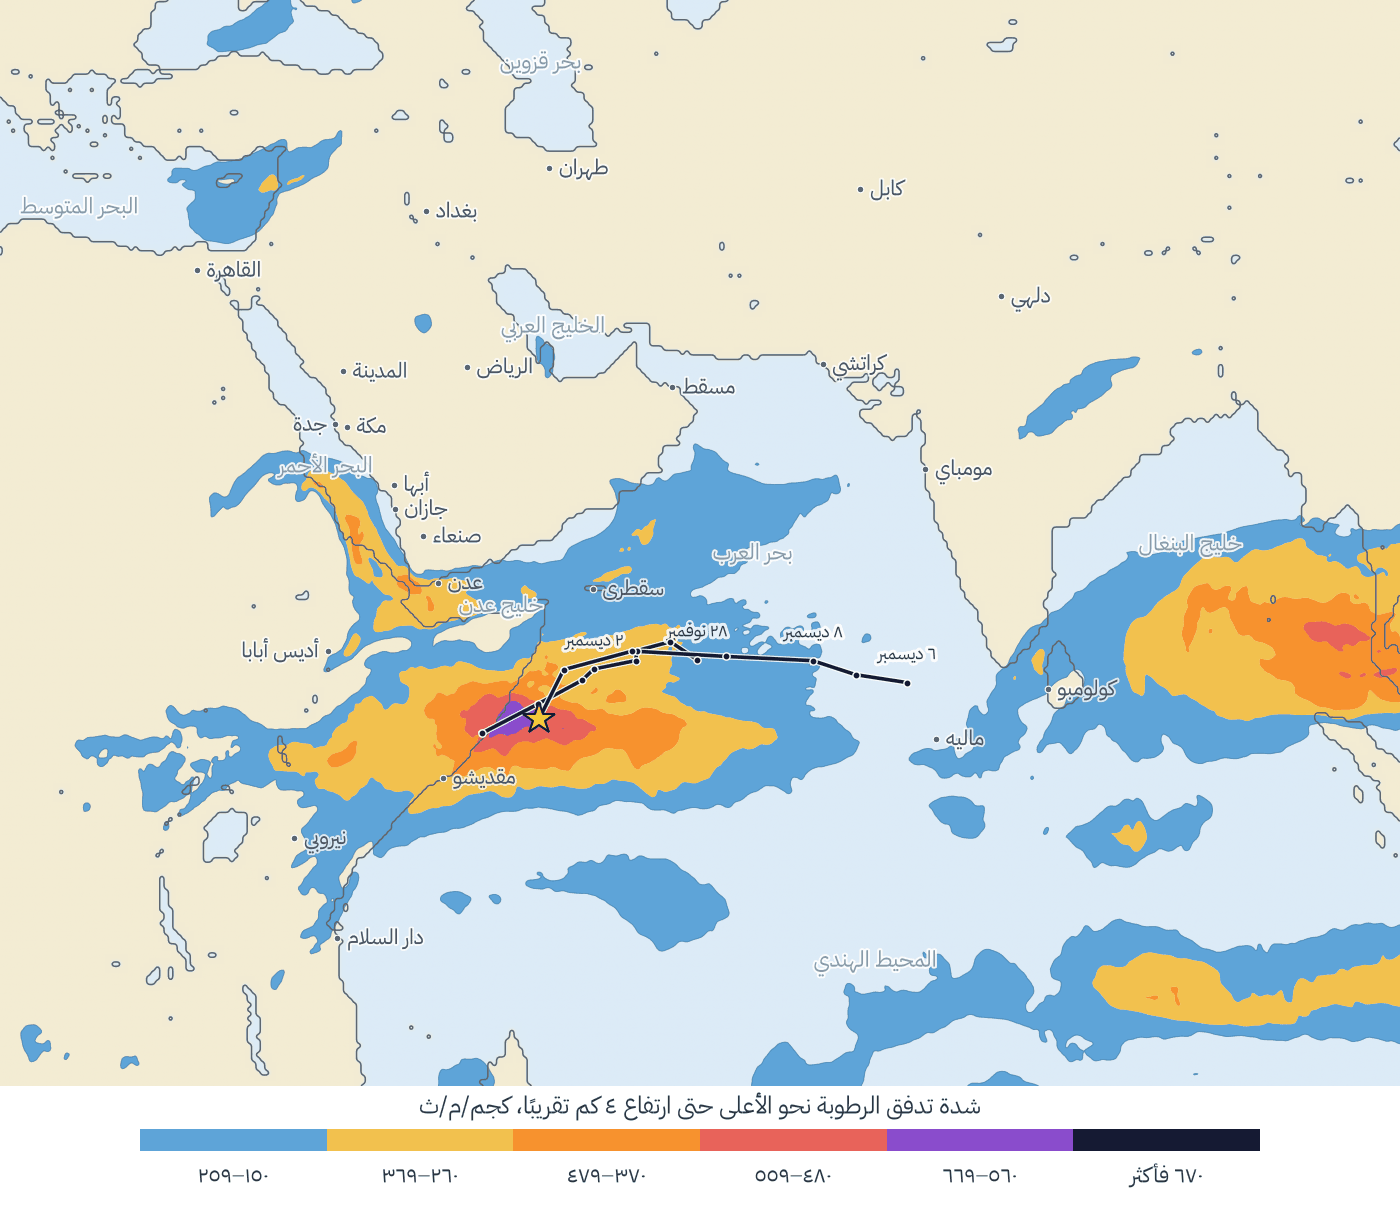 بحر قزوين
طهران
كابل
البحر المتوسط
بغداد
القاهرة
دلهي
الخليج العربي
كراتشي
المدينة
الرياض
مسقط
جدة
مكة
البحر الأحمر
مومباي
أبها
جازان
صنعاء
خليج البنغال
بحر العرب
عدن
سقطرى
خليج عدن
٢ ديسمبر
٢٨ نوفمبر
٨ ديسمبر
أديس أبابا
٦ ديسمبر
كولومبو
ماليه
مقديشو
نيروبي
دار السلام
المحيط الهندي
شدة تدفق الرطوبة نحو الأعلى حتى ارتفاع ٤ كم تقريبًا، كجم/م/ث
١٥٠–٢٥٩
٢٦٠–٣٦٩
٣٧٠–٤٧٩
٤٨٠–٥٥٩
٥٦٠–٦٦٩
٦٧٠ فأكثر